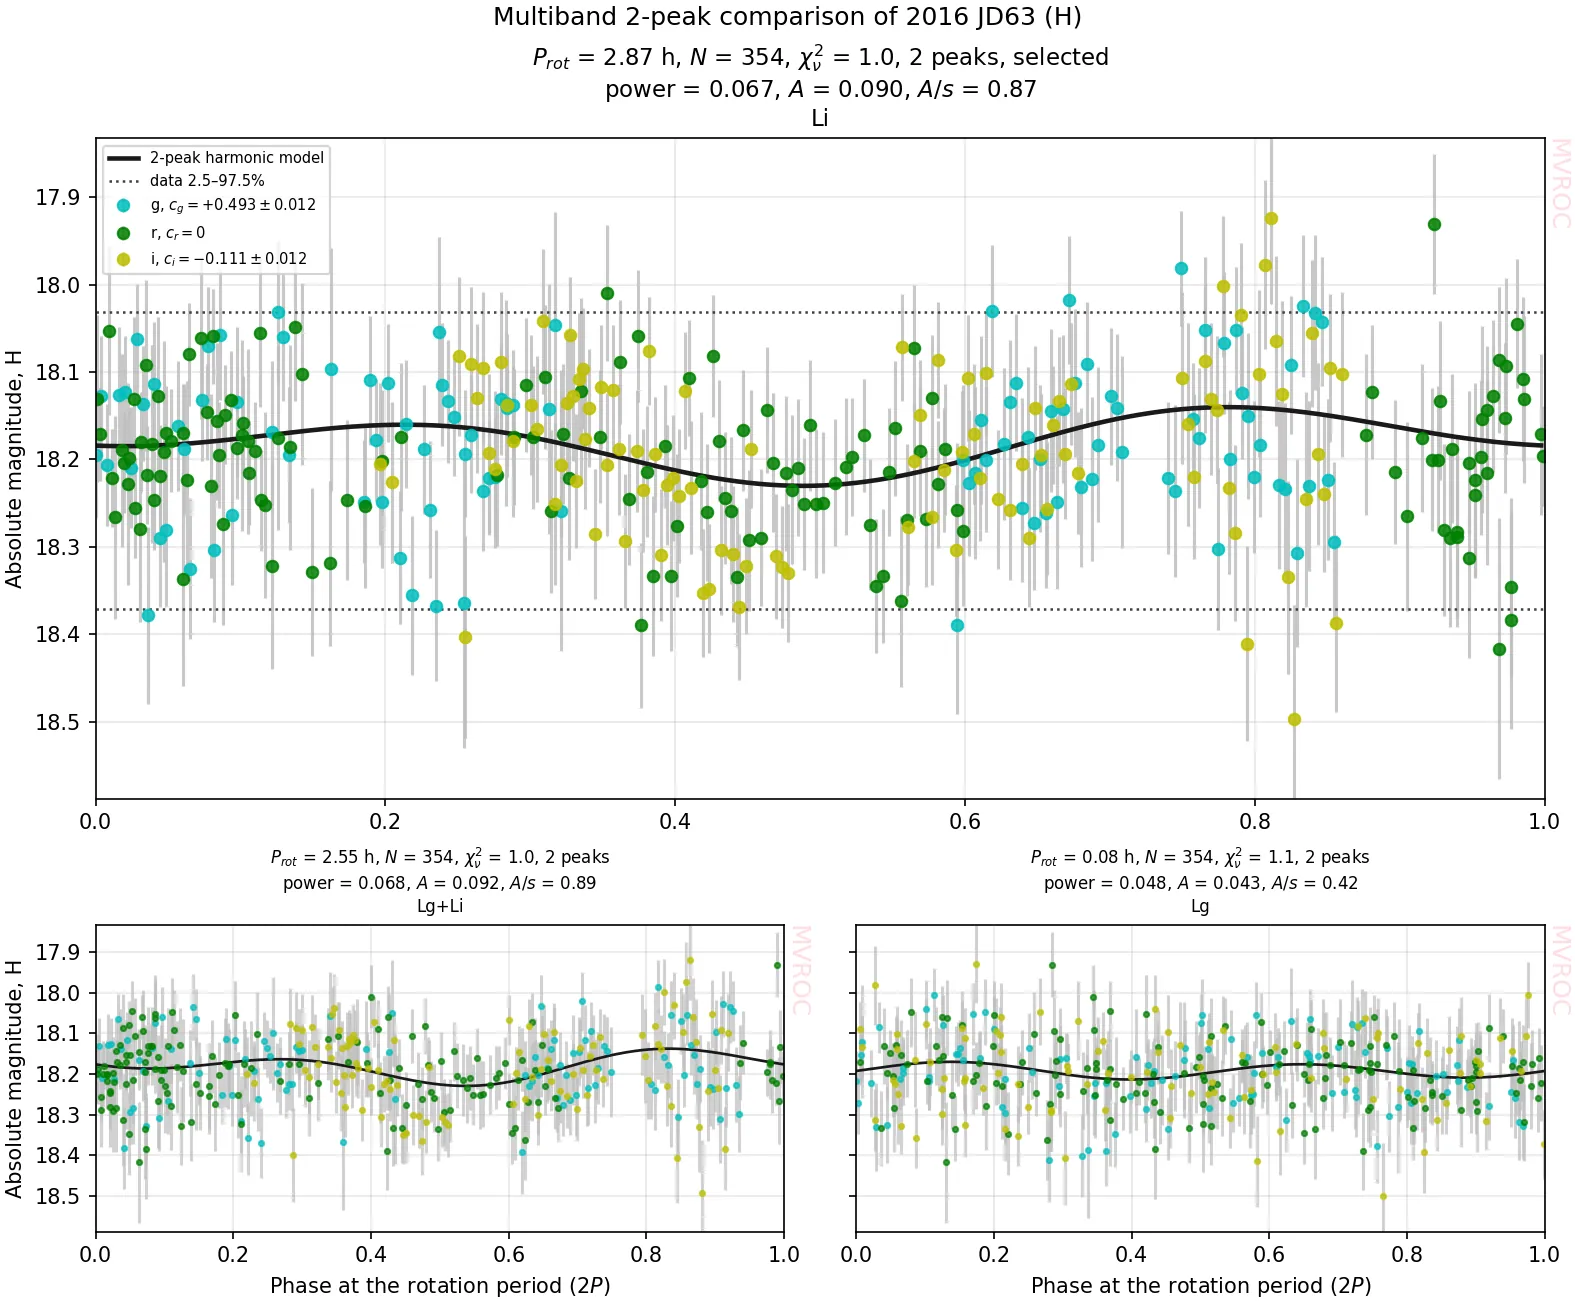 Multiband 2-peak comparison of 2016 JD63 (H)
P_rot = 2.87 h, N = 354, χ²_ν = 1.0, 2 peaks, selected
power = 0.067, A = 0.090, A/s = 0.87
Li
2-peak harmonic model
data 2.5–97.5%
g, c_g = +0.493 ± 0.012
r, c_r = 0
i, c_i = −0.111 ± 0.012
MVROC
Absolute magnitude, H
17.9
18.0
18.1
18.2
18.3
18.4
18.5
0.0 0.2 0.4 0.6 0.8 1.0
P_rot = 2.55 h, N = 354, χ²_ν = 1.0, 2 peaks
power = 0.068, A = 0.092, A/s = 0.89
Lg+Li
MVROC
Absolute magnitude, H
17.9
18.0
18.1
18.2
18.3
18.4
18.5
0.0 0.2 0.4 0.6 0.8 1.0
Phase at the rotation period (2P)
P_rot = 0.08 h, N = 354, χ²_ν = 1.1, 2 peaks
power = 0.048, A = 0.043, A/s = 0.42
Lg
MVROC
0.0 0.2 0.4 0.6 0.8 1.0
Phase at the rotation period (2P)